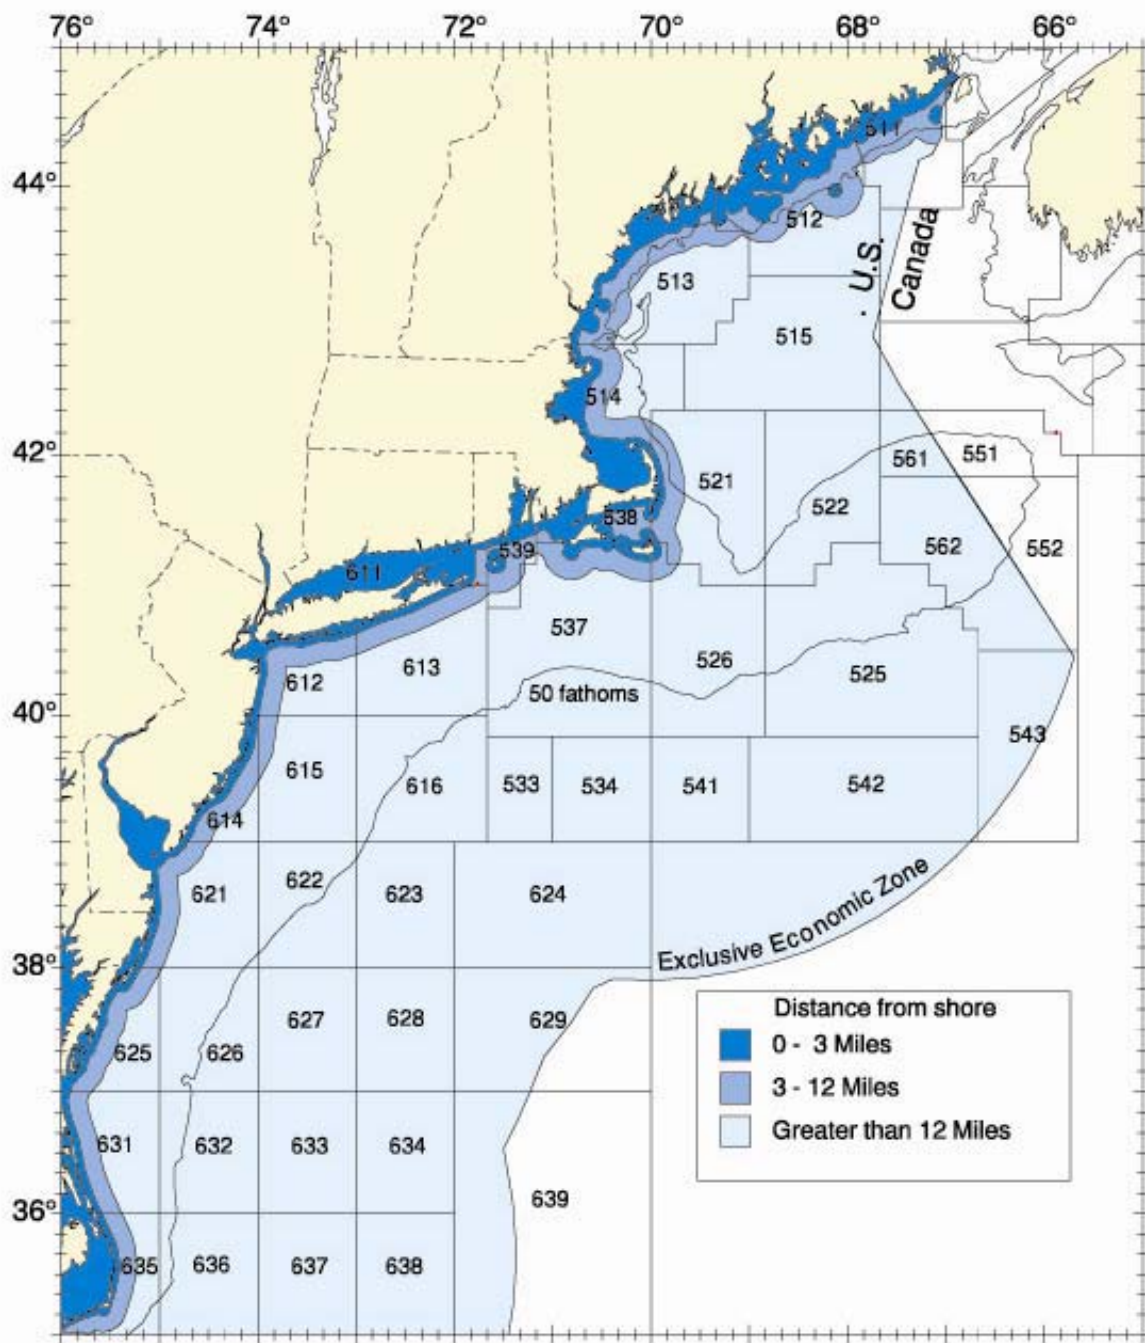 76° 74° 72° 70° 68° 66°
511
44°
512
U.S.
Canada
513
515
514
42°
521
561 551
522
538
539
562 552
611
537
613
526
612
525
50 fathoms
40°
543
615
616 533 534 541 542
614
622
621 623 624
Exclusive Economic Zone
38°
627 628 629
625 626
631 632 633 634
639
36°
635 636 637 638
Distance from shore
0 - 3 Miles
3 - 12 Miles
Greater than 12 Miles